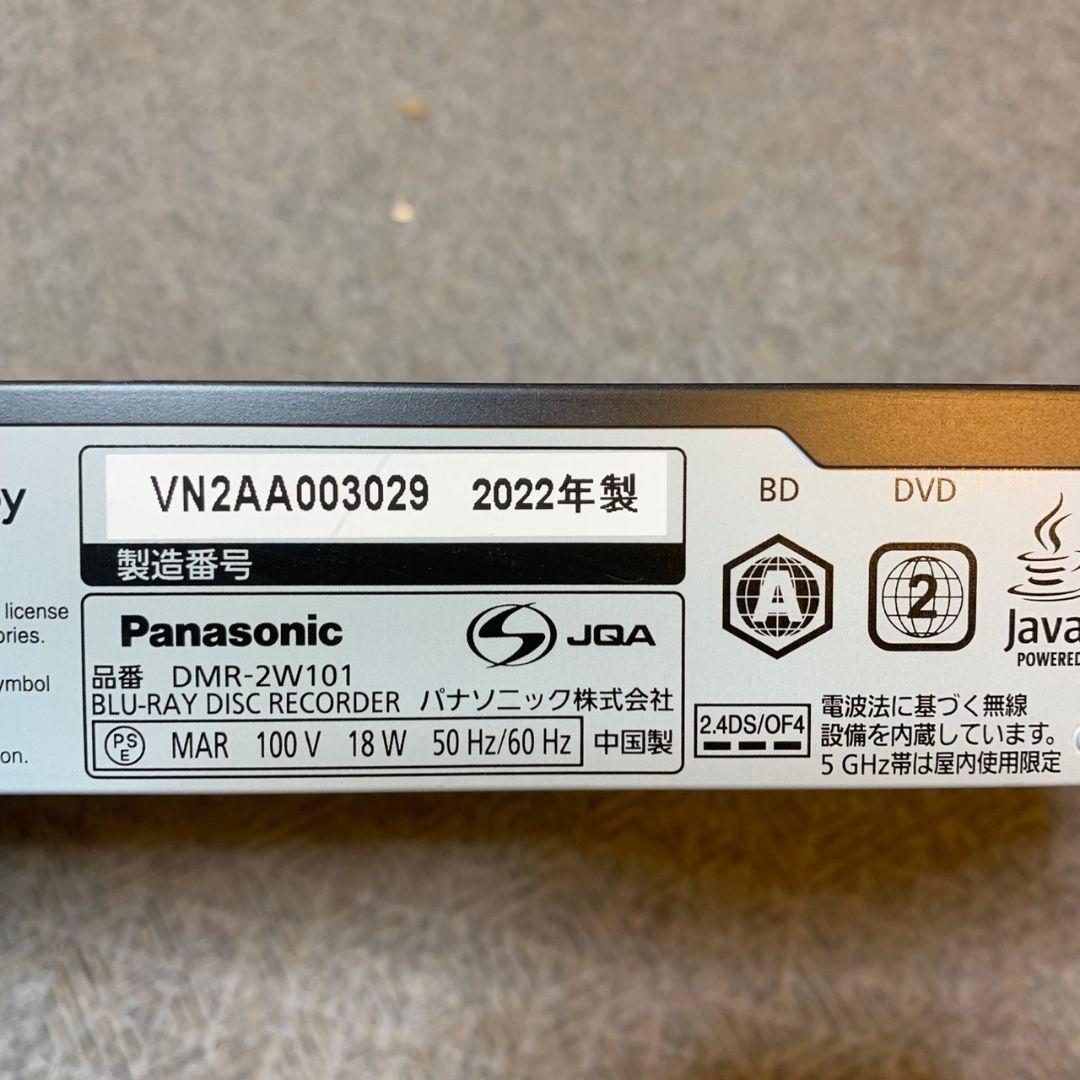 by
license
ories.
ymbol
on.
VN2AA003029 2022年製
製造番号
Panasonic
JQA
品番 DMR-2W101
BLU-RAY DISC RECORDER パナソニック株式会社
PS
E
MAR 100 V 18 W 50 Hz/60 Hz 中国製
BD DVD
A
2
Java
POWERED
2.4DS/OF4
電波法に基づく無線
設備を内蔵しています。
5 GHz帯は屋内使用限定